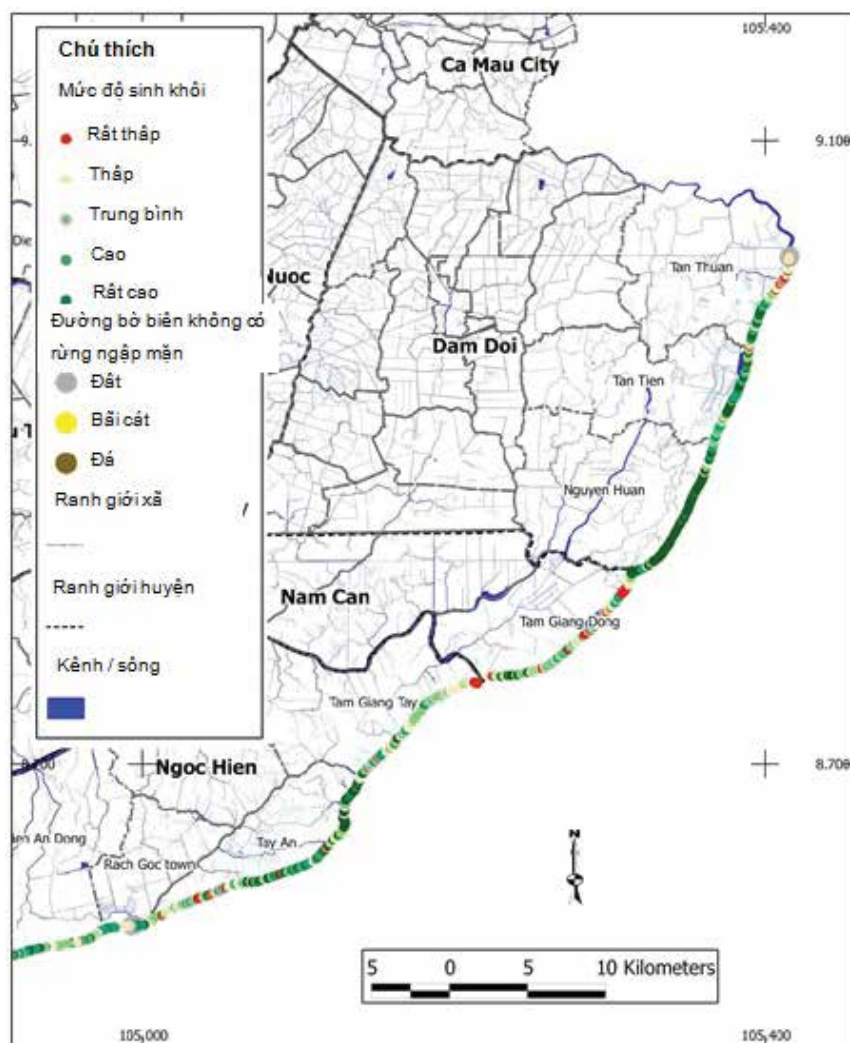 105.400
Chú thích
Mức độ sinh khối
Rất thấp
Thấp
Trung bình
Cao
Rất cao
Đường bờ biển không có
rừng ngập mặn
Đất
Bãi cát
Đá
Ranh giới xã
Ranh giới huyện
Kênh / sông
Ca Mau City
9.100
Tan Thuan
Dam Doi
Tan Tien
Nguyen Huan
Nam Can
Tam Giang Dong
Tam Giang Tay
8.700
Ngoc Hien
Tay An
An Dong
Rach Goc town
N
5 0 5 10 Kilometers
105.000
105.400